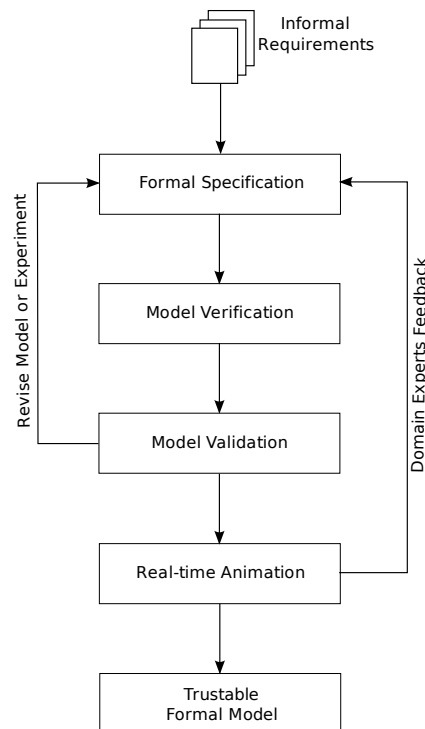 Informal
Requirements
Formal Specification
Revise Model or Experiment
Domain Experts Feedback
Model Verification
Model Validation
Real-time Animation
Trustable
Formal Model